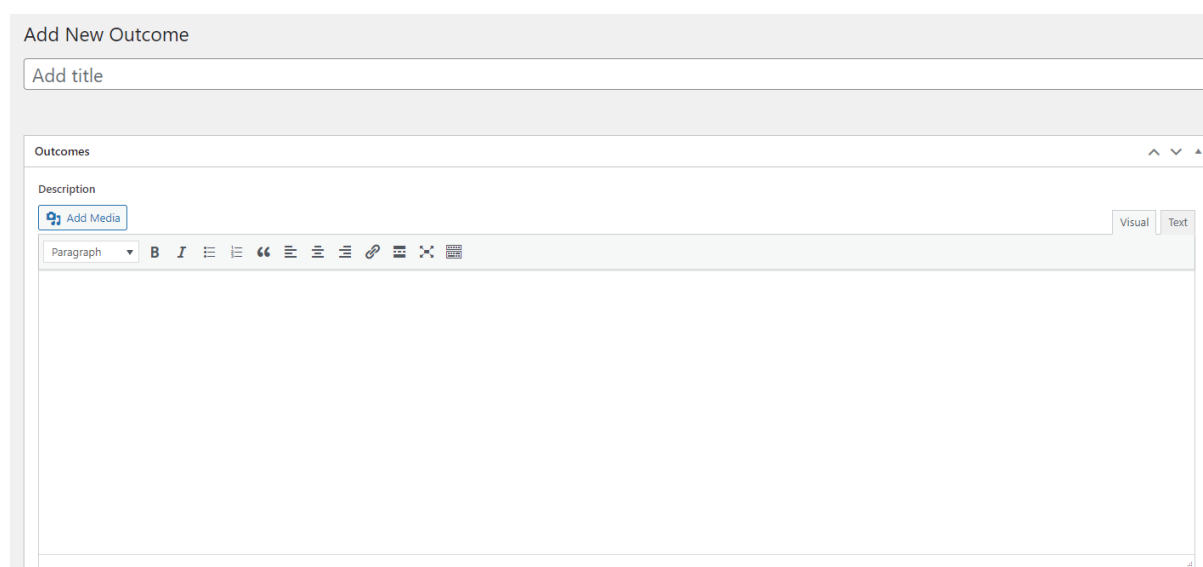 Add New Outcome
Add title
Outcomes
Description
Add Media
Visual Text
Paragraph B I